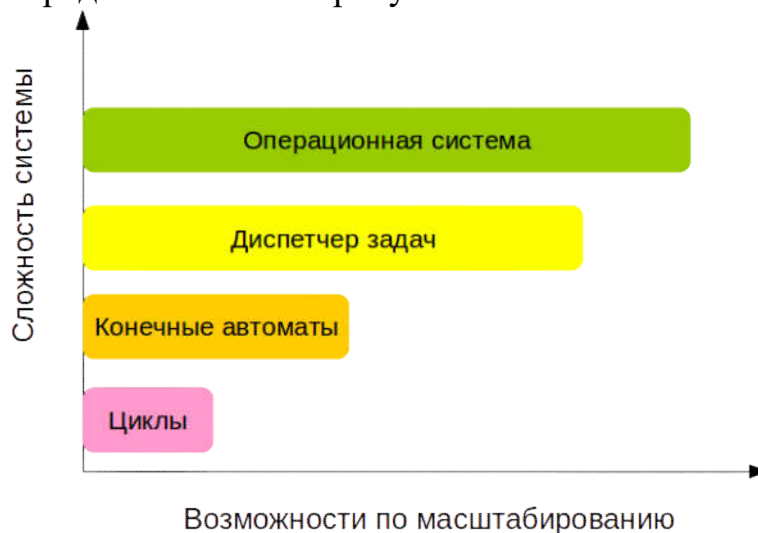 Сложность системы
Операционная система
Диспетчер задач
Конечные автоматы
Циклы
Возможности по масштабированию